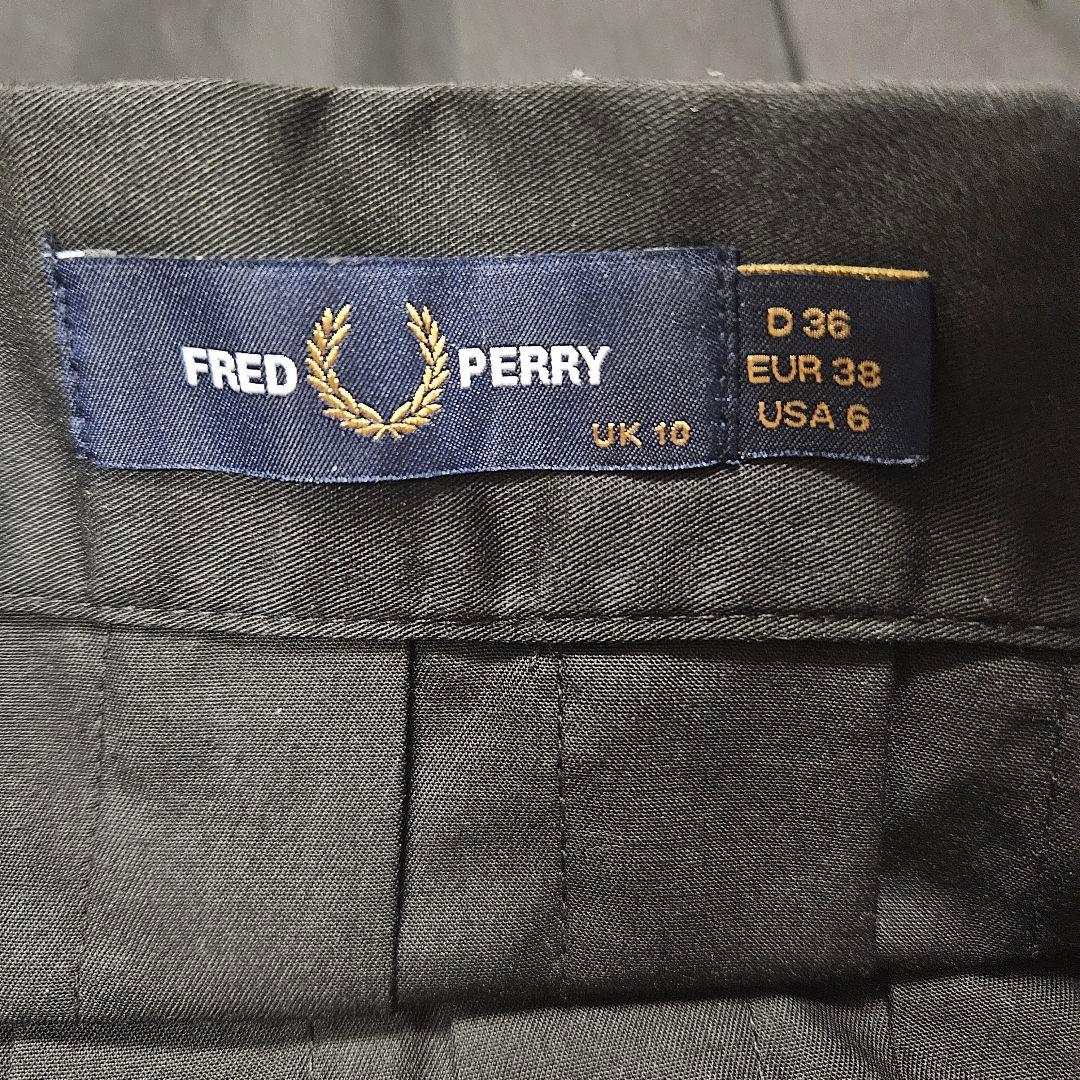 FRED PERRY
UK 10
D 36
EUR 38
USA 6